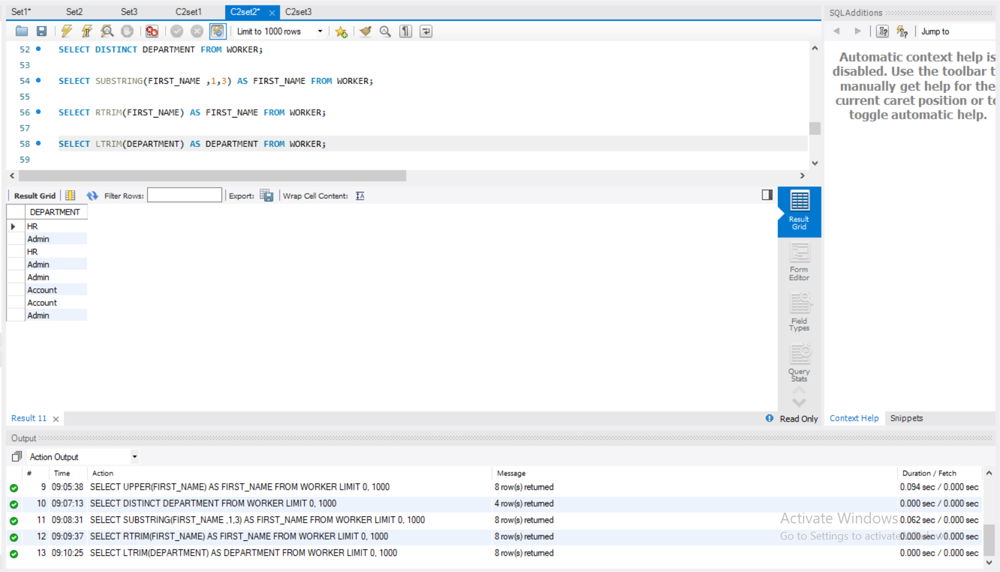 Set1* Set2 Set3 C2set1 C2set2* C2set3 SQLAdditions
Limit to 1000 rows Jump to
52 SELECT DISTINCT DEPARTMENT FROM WORKER;
53
54 SELECT SUBSTRING(FIRST_NAME ,1,3) AS FIRST_NAME FROM WORKER;
55
56 SELECT RTRIM(FIRST_NAME) AS FIRST_NAME FROM WORKER;
57
58 SELECT LTRIM(DEPARTMENT) AS DEPARTMENT FROM WORKER;
59
Automatic context help is
disabled. Use the toolbar t
manually get help for the
current caret position or to
toggle automatic help.
Result Grid Filter Rows: Export: Wrap Cell Content:
DEPARTMENT
HR
Admin
HR
Admin
Admin
Account
Account
Admin
Result
Grid
Form
Editor
Field
Types
Query
Stats
Result 11 Read Only Context Help Snippets
Output
Action Output
# Time Action Message Duration / Fetch
9 09:05:38 SELECT UPPER(FIRST_NAME) AS FIRST_NAME FROM WORKER LIMIT 0, 1000 8 row(s) returned 0.094 sec / 0.000 sec
10 09:07:13 SELECT DISTINCT DEPARTMENT FROM WORKER LIMIT 0, 1000 4 row(s) returned 0.000 sec / 0.000 sec
11 09:08:31 SELECT SUBSTRING(FIRST_NAME ,1,3) AS FIRST_NAME FROM WORKER LIMIT 0, 1000 8 row(s) returned 0.062 sec / 0.000 sec
12 09:09:37 SELECT RTRIM(FIRST_NAME) AS FIRST_NAME FROM WORKER LIMIT 0, 1000 8 row(s) returned 0.000 sec / 0.000 sec
13 09:10:25 SELECT LTRIM(DEPARTMENT) AS DEPARTMENT FROM WORKER LIMIT 0, 1000 8 row(s) returned 0.000 sec / 0.000 sec
Activate Windows
Go to Settings to activate Windows.